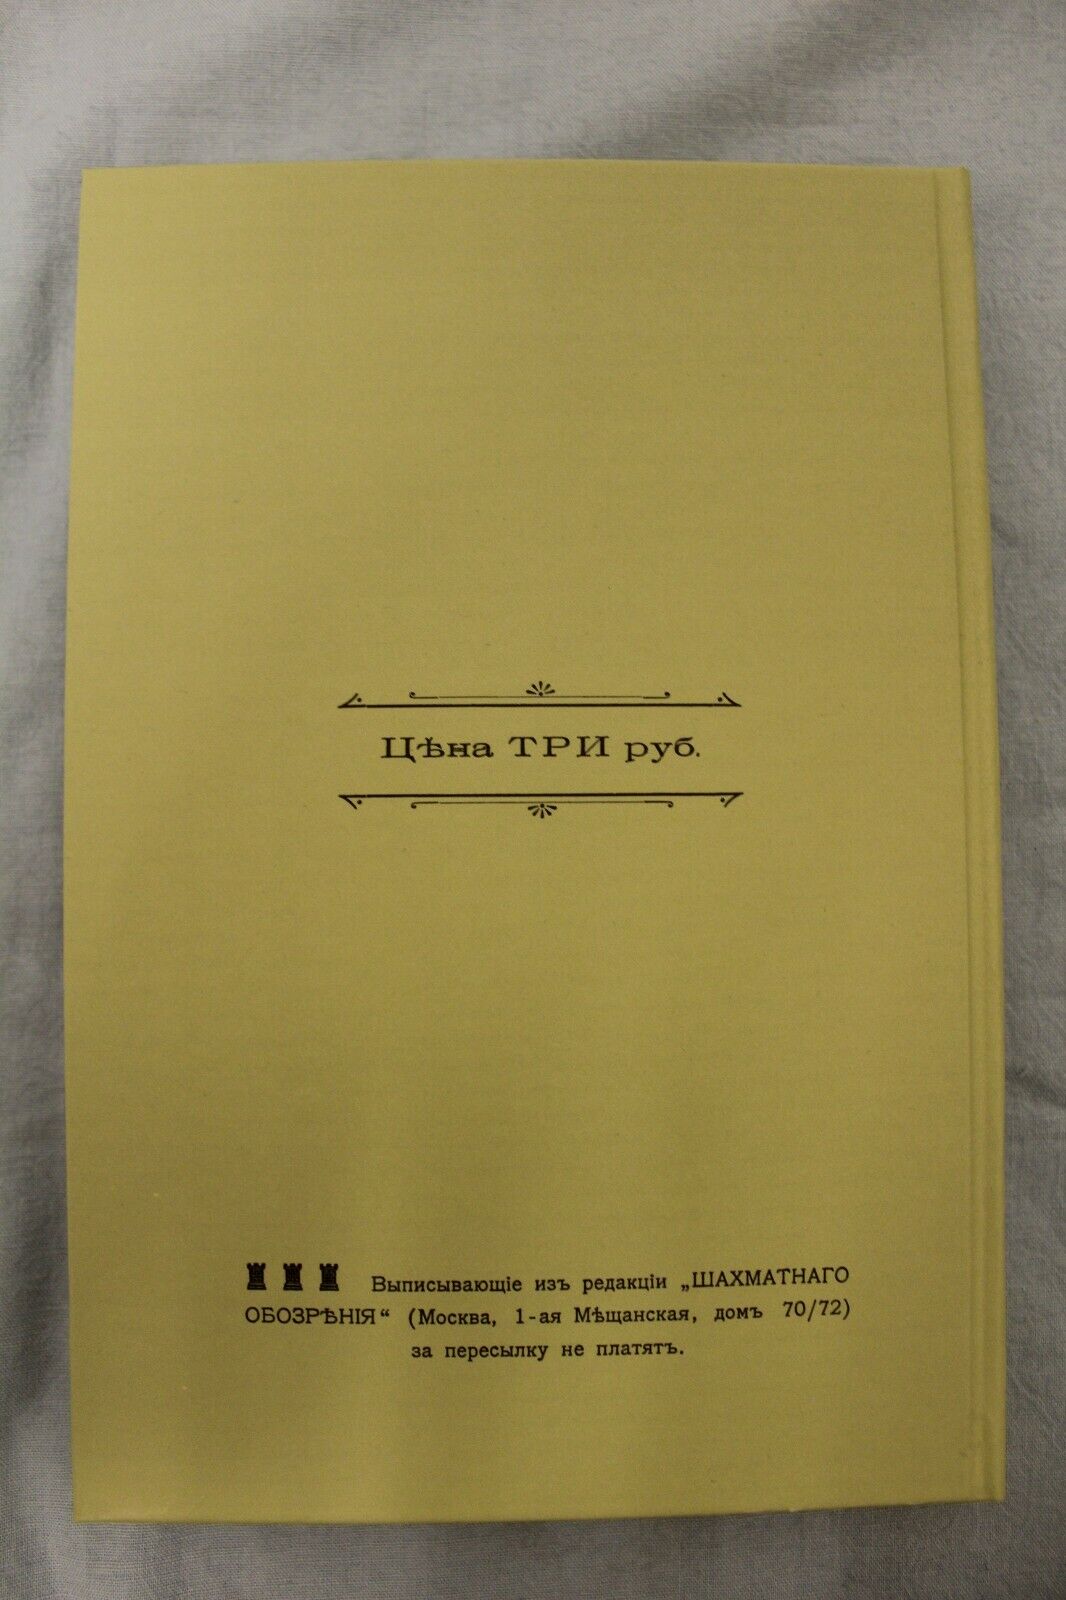 Цѣна ТРИ руб.
Выписывающіе изъ редакціи „ШАХМАТНАГО
ОБОЗРѢНІЯ“ (Москва, 1-ая Мѣщанская, домъ 70/72)
за пересылку не платятъ.